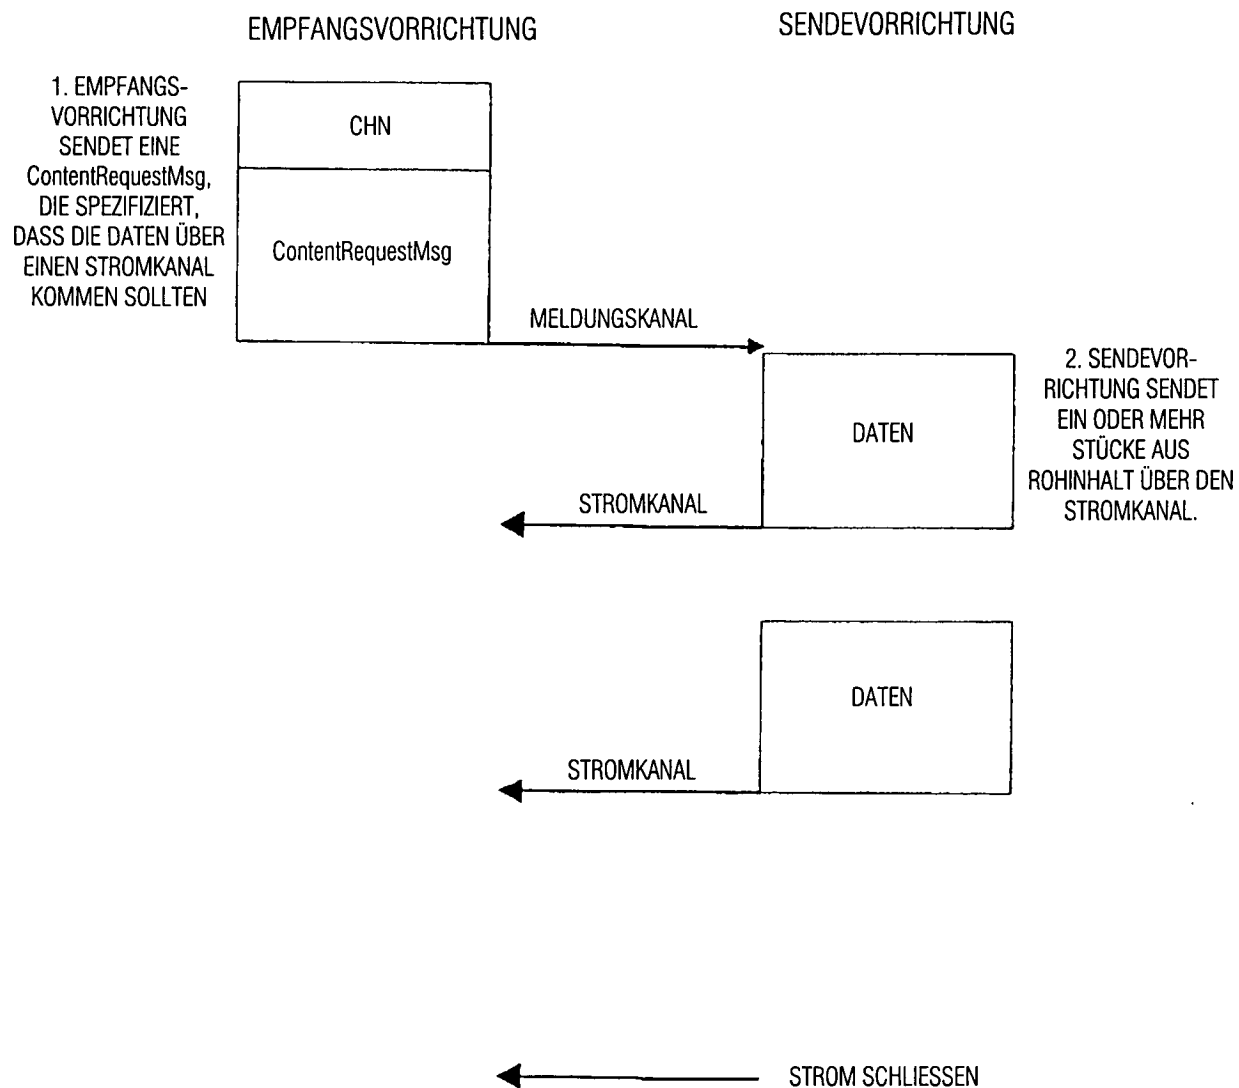 EMPFANGSVORRICHTUNG
SENDEVORRICHTUNG
1. EMPFANGS-
VORRICHTUNG
SENDET EINE
ContentRequestMsg,
DIE SPEZIFIZIERT,
DASS DIE DATEN ÜBER
EINEN STROMKANAL
KOMMEN SOLLTEN
CHN
ContentRequestMsg
MELDUNGSKANAL
DATEN
2. SENDEVOR-
RICHTUNG SENDET
EIN ODER MEHR
STÜCKE AUS
ROHINHALT ÜBER DEN
STROMKANAL.
STROMKANAL
DATEN
STROMKANAL
STROM SCHLIESSEN